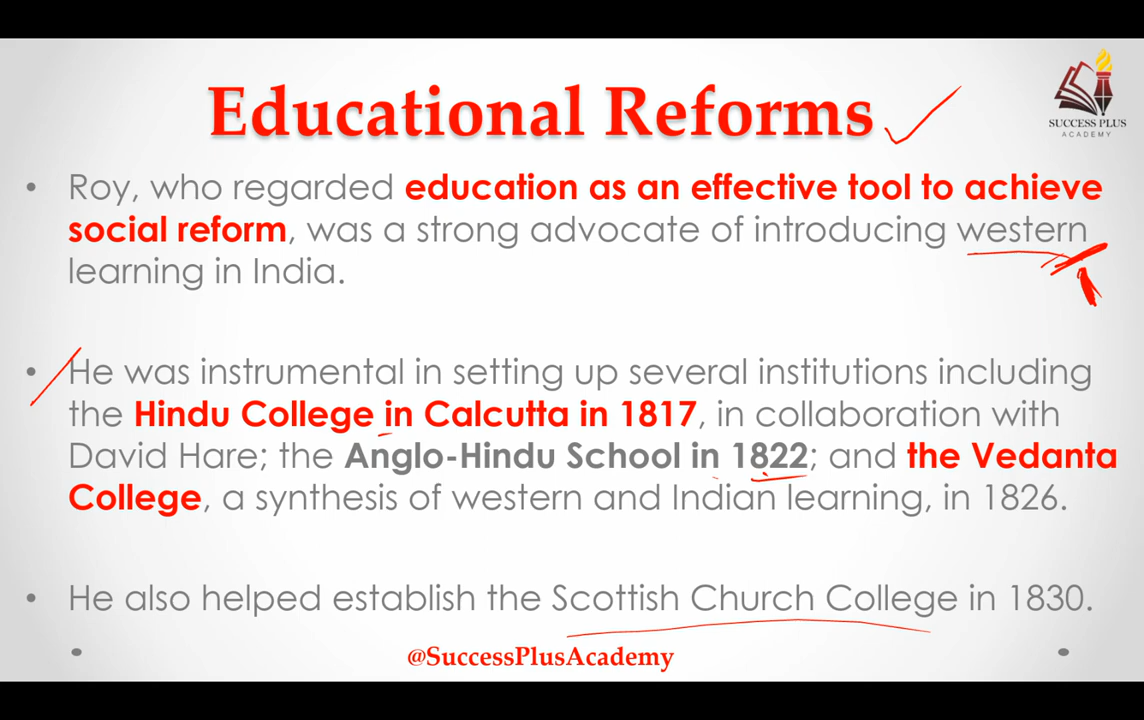 Educational Reforms
SUCCESS PLUS
ACADEMY
• Roy, who regarded education as an effective tool to achieve
social reform, was a strong advocate of introducing western
learning in India.
• He was instrumental in setting up several institutions including
the Hindu College in Calcutta in 1817, in collaboration with
David Hare; the Anglo-Hindu School in 1822; and the Vedanta
College, a synthesis of western and Indian learning, in 1826.
• He also helped establish the Scottish Church College in 1830.
@SuccessPlusAcademy